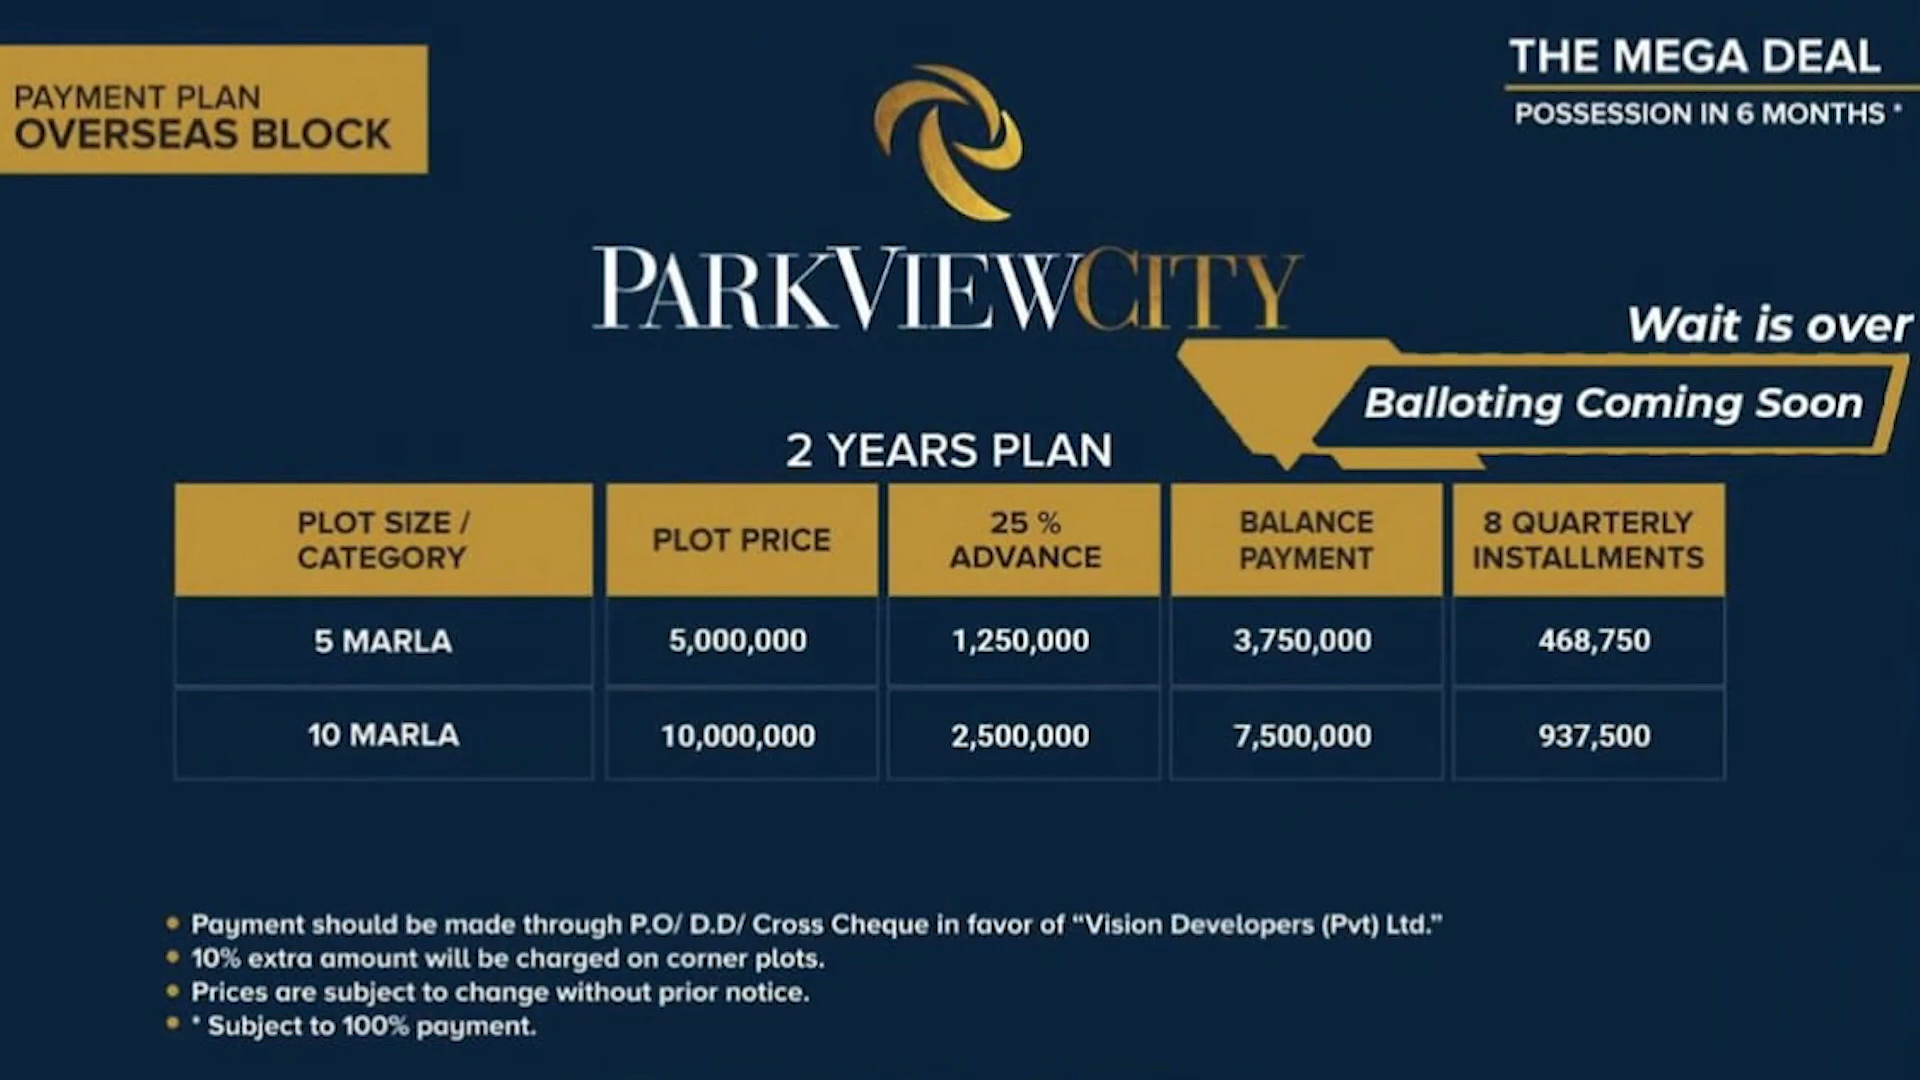 PAYMENT PLAN
OVERSEAS BLOCK
THE MEGA DEAL
POSSESSION IN 6 MONTHS *
PARKVIEWCITY
Wait is over
Balloting Coming Soon
2 YEARS PLAN
PLOT SIZE / CATEGORY PLOT PRICE 25 % ADVANCE BALANCE PAYMENT 8 QUARTERLY INSTALLMENTS
5 MARLA 5,000,000 1,250,000 3,750,000 468,750
10 MARLA 10,000,000 2,500,000 7,500,000 937,500
• Payment should be made through P.O/ D.D/ Cross Cheque in favor of “Vision Developers (Pvt) Ltd.”
• 10% extra amount will be charged on corner plots.
• Prices are subject to change without prior notice.
• * Subject to 100% payment.